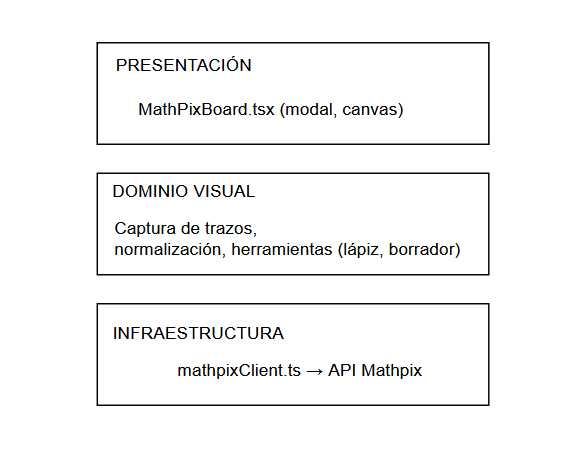 PRESENTACIÓN
MathPixBoard.tsx (modal, canvas)
DOMINIO VISUAL
Captura de trazos,
normalización, herramientas (lápiz, borrador)
INFRAESTRUCTURA
mathpixClient.ts → API Mathpix